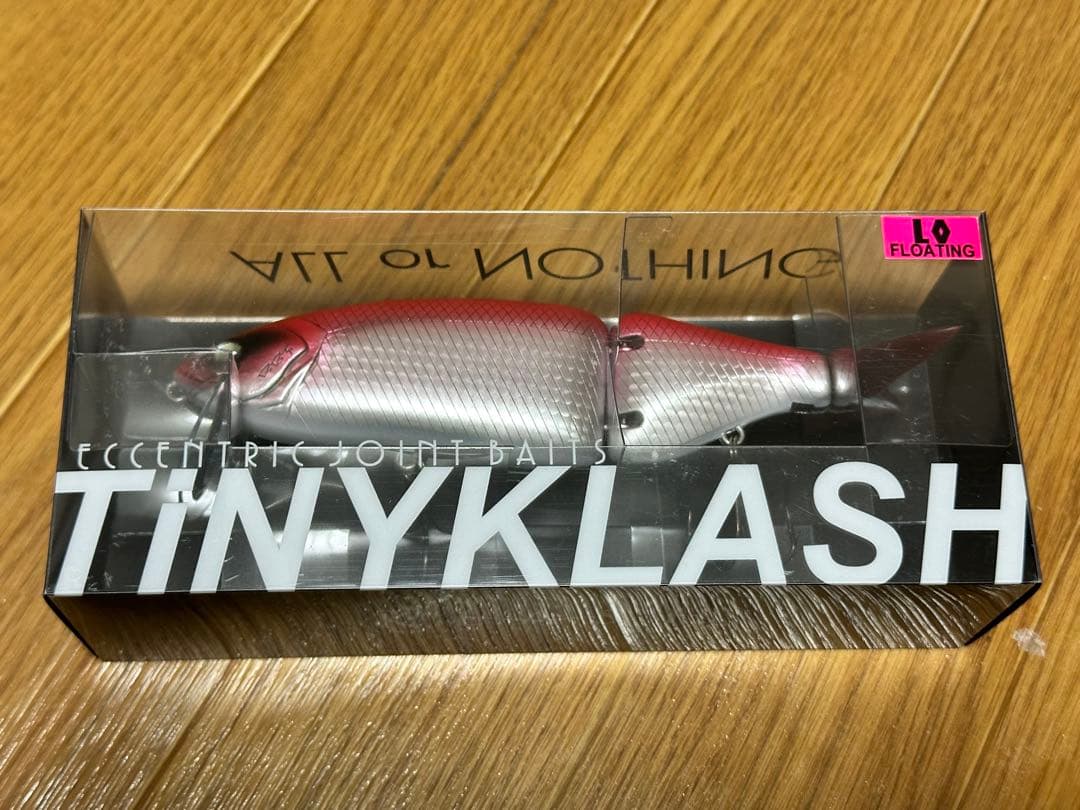 LO
FLOATING
ALL or NOTHING
ECCENTRIC JOINT BAITS
TiNYKLASH